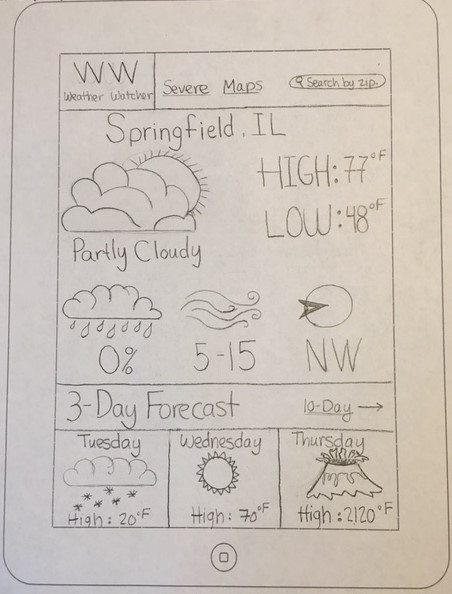 WW
Weather Watcher
Severe Maps
Search by zip.
Springfield, IL
HIGH: 77°F
LOW: 48°F
Partly Cloudy
0% 5-15 NW
3-Day Forecast
10-Day →
Tuesday Wednesday Thursday
High: 20°F High: 70°F High: 2120°F